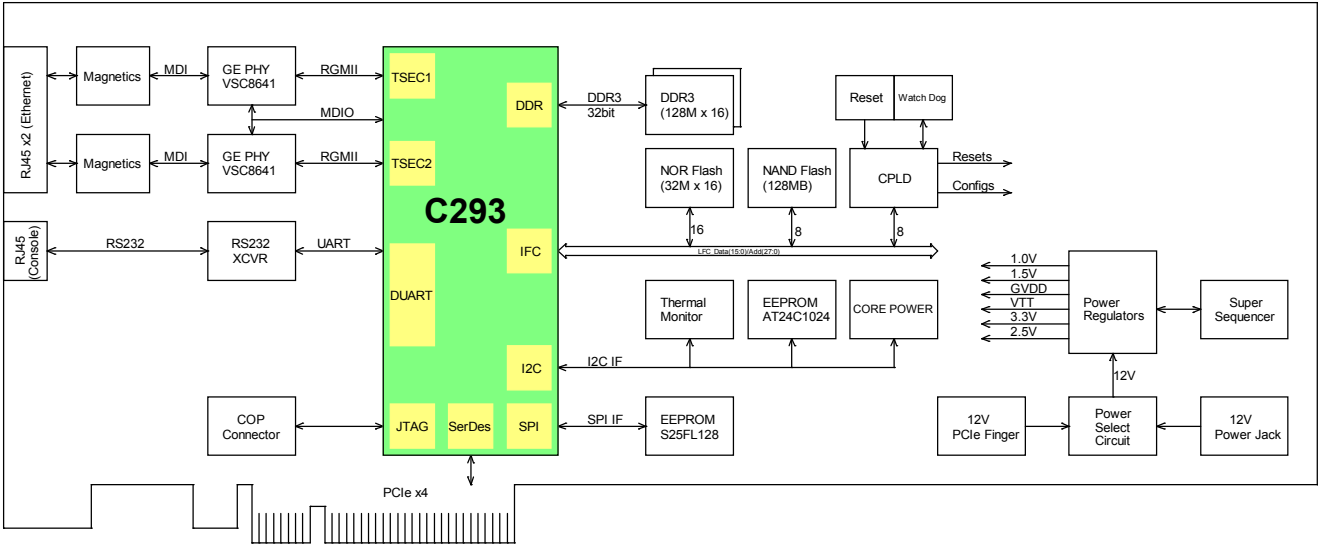 RJ45 x2 (Ethernet)
Magnetics
MDI
GE PHY
VSC8641
RGMII
TSEC1
MDIO
Magnetics
MDI
GE PHY
VSC8641
RGMII
TSEC2
C293
RJ45
(Console)
RS232
RS232
XCVR
UART
DUART
COP
Connector
JTAG
SerDes
SPI
I2C
IFC
DDR
DDR3
32bit
DDR3
(128M x 16)
Reset
Watch Dog
NOR Flash
(32M x 16)
NAND Flash
(128MB)
CPLD
Resets
Configs
16
8
8
LFC_Data(15:0)/Add(27:0)
Thermal
Monitor
EEPROM
AT24C1024
CORE POWER
I2C IF
SPI IF
EEPROM
S25FL128
1.0V
1.5V
GVDD
VTT
3.3V
2.5V
Power
Regulators
Super
Sequencer
12V
12V
PCIe Finger
Power
Select
Circuit
12V
Power Jack
PCIe x4